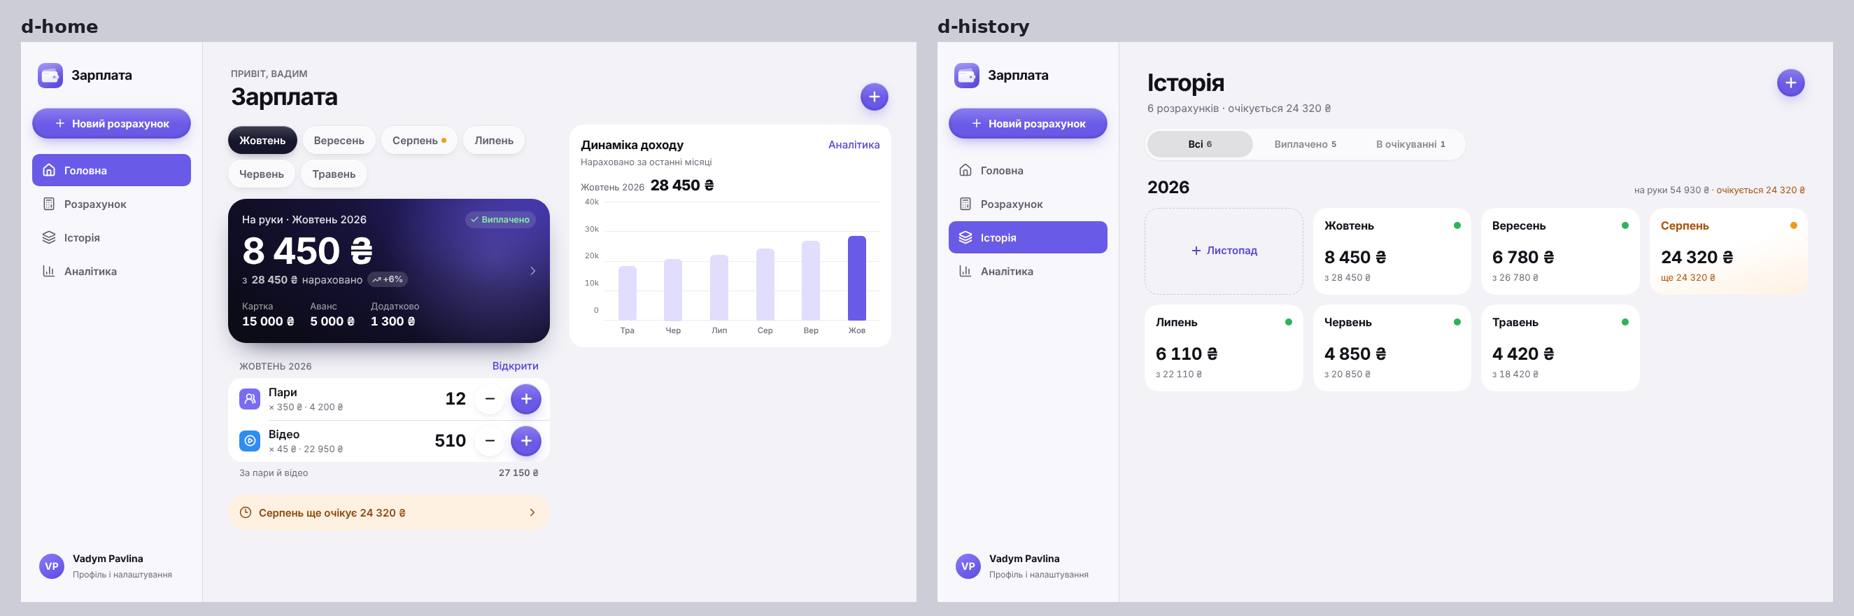 d-home
Зарплата
Новий розрахунок
Головна
Розрахунок
Історія
Аналітика
VP
Vadym Pavlina
Профіль і налаштування
ПРИВІТ, ВАДИМ
Зарплата
Жовтень
Вересень
Серпень
Липень
Червень
Травень
На руки · Жовтень 2026
Виплачено
8 450 ₴
з 28 450 ₴ нараховано
+6%
Картка
Аванс
Додатково
15 000 ₴
5 000 ₴
1 300 ₴
ЖОВТЕНЬ 2026
Відкрити
Пари
× 350 ₴ · 4 200 ₴
12
Відео
× 45 ₴ · 22 950 ₴
510
За пари й відео
27 150 ₴
Серпень ще очікує 24 320 ₴
Динаміка доходу
Аналітика
Нараховано за останні місяці
Жовтень 2026 28 450 ₴
40k
30k
20k
10k
0
Тра
Чер
Лип
Сер
Вер
Жов
d-history
Зарплата
Новий розрахунок
Головна
Розрахунок
Історія
Аналітика
VP
Vadym Pavlina
Профіль і налаштування
Історія
6 розрахунків · очікується 24 320 ₴
Всі 6
Виплачено 5
В очікуванні 1
2026
на руки 54 930 ₴ · очікується 24 320 ₴
+ Листопад
Жовтень
8 450 ₴
з 28 450 ₴
Вересень
6 780 ₴
з 26 780 ₴
Серпень
24 320 ₴
ще 24 320 ₴
Липень
6 110 ₴
з 22 110 ₴
Червень
4 850 ₴
з 20 850 ₴
Травень
4 420 ₴
з 18 420 ₴